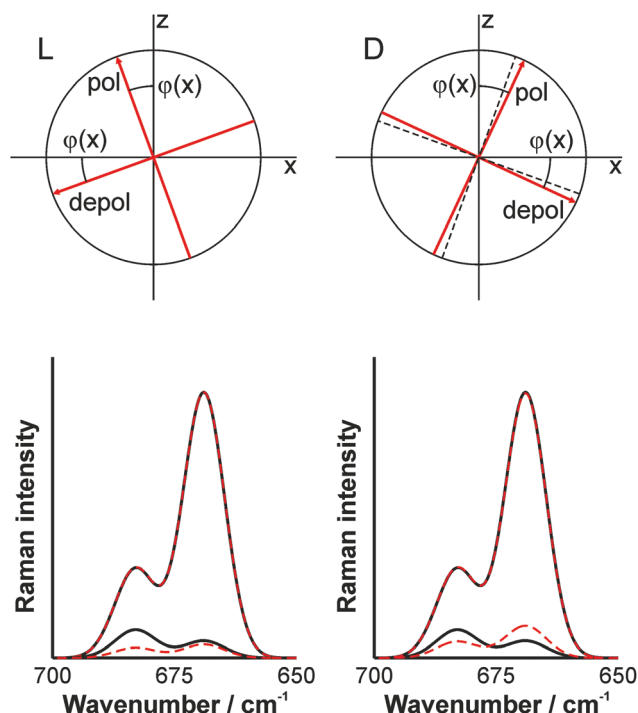 L
z
pol
φ(x)
φ(x)
x
depol
D
z
φ(x)
pol
φ(x)
x
depol
Raman intensity
700
675
650
Wavenumber / cm⁻¹
Raman intensity
700
675
650
Wavenumber / cm⁻¹